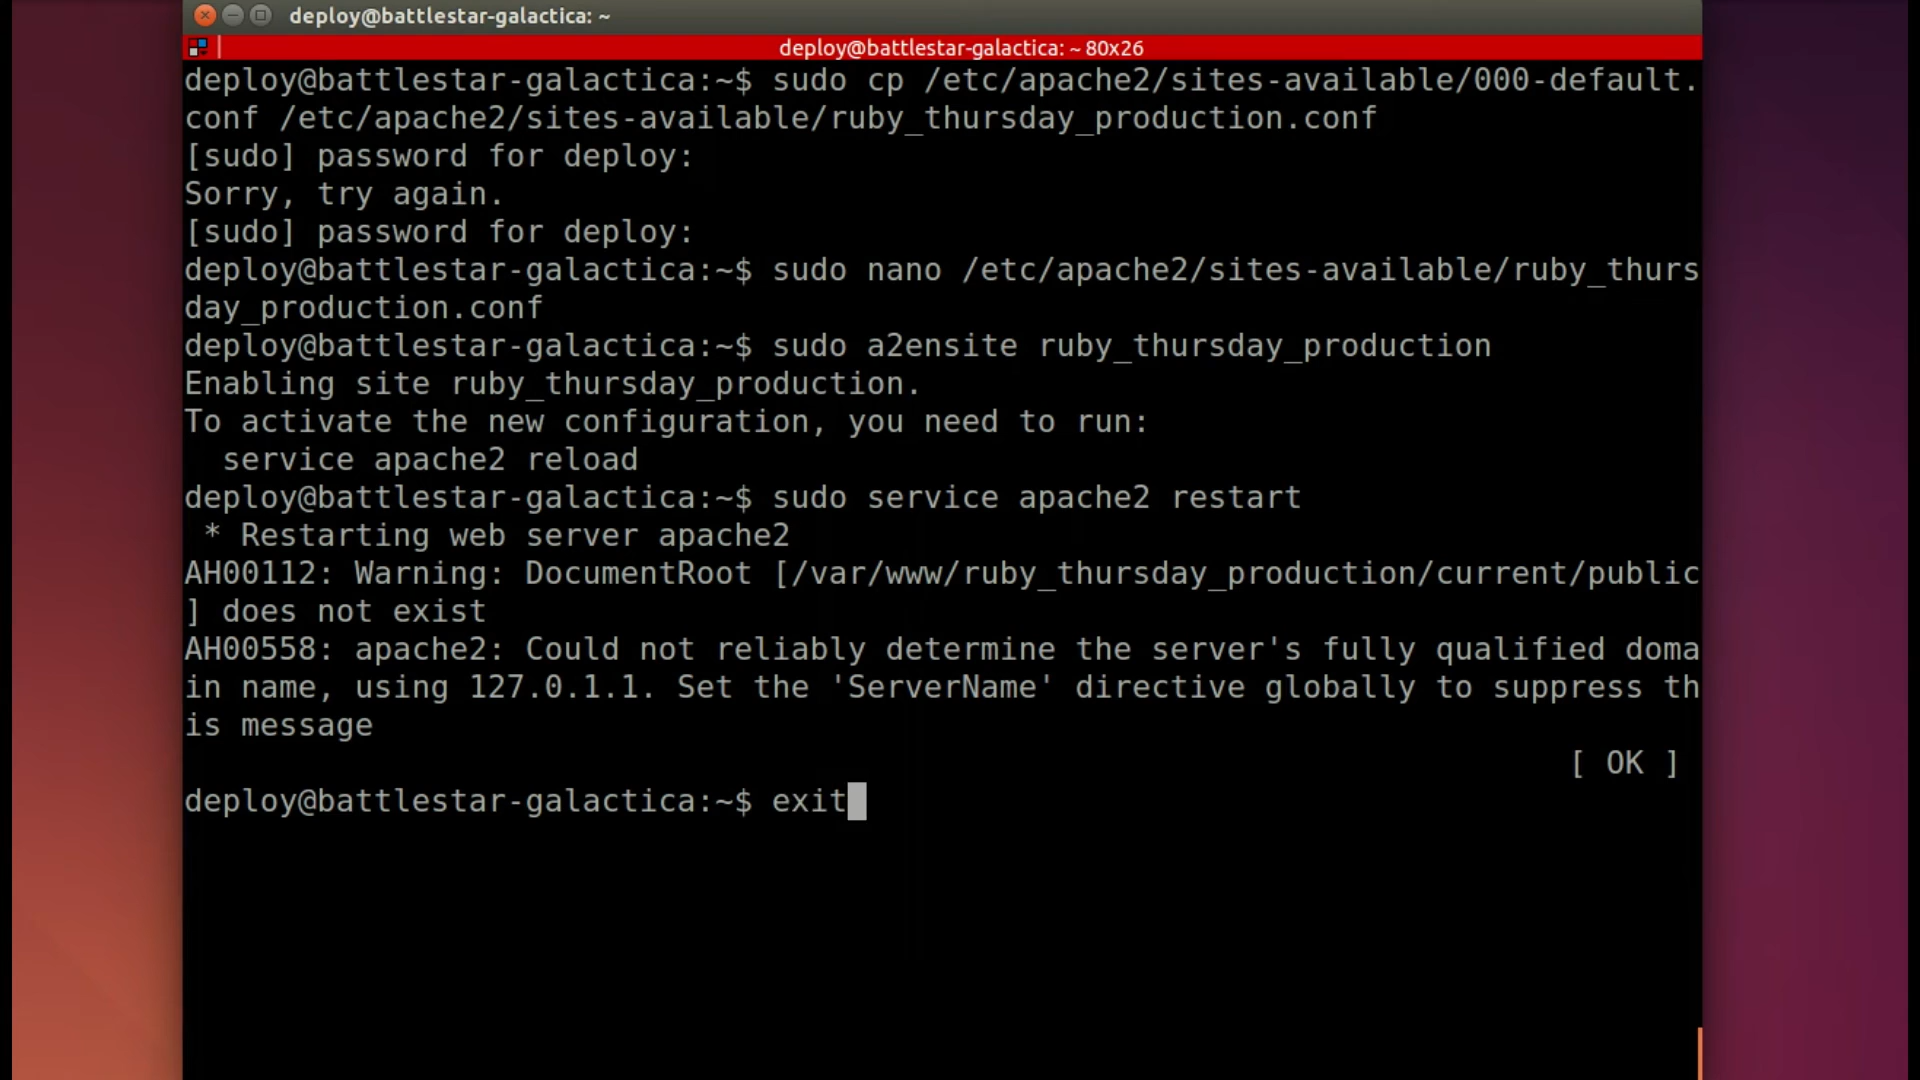 deploy@battlestar-galactica: ~
deploy@battlestar-galactica: ~ 80x26
deploy@battlestar-galactica:~$ sudo cp /etc/apache2/sites-available/000-default.
conf /etc/apache2/sites-available/ruby_thursday_production.conf
[sudo] password for deploy:
Sorry, try again.
[sudo] password for deploy:
deploy@battlestar-galactica:~$ sudo nano /etc/apache2/sites-available/ruby_thurs
day_production.conf
deploy@battlestar-galactica:~$ sudo a2ensite ruby_thursday_production
Enabling site ruby_thursday_production.
To activate the new configuration, you need to run:
  service apache2 reload
deploy@battlestar-galactica:~$ sudo service apache2 restart
 * Restarting web server apache2
AH00112: Warning: DocumentRoot [/var/www/ruby_thursday_production/current/public
] does not exist
AH00558: apache2: Could not reliably determine the server's fully qualified doma
in name, using 127.0.1.1. Set the 'ServerName' directive globally to suppress th
is message
[ OK ]
deploy@battlestar-galactica:~$ exit